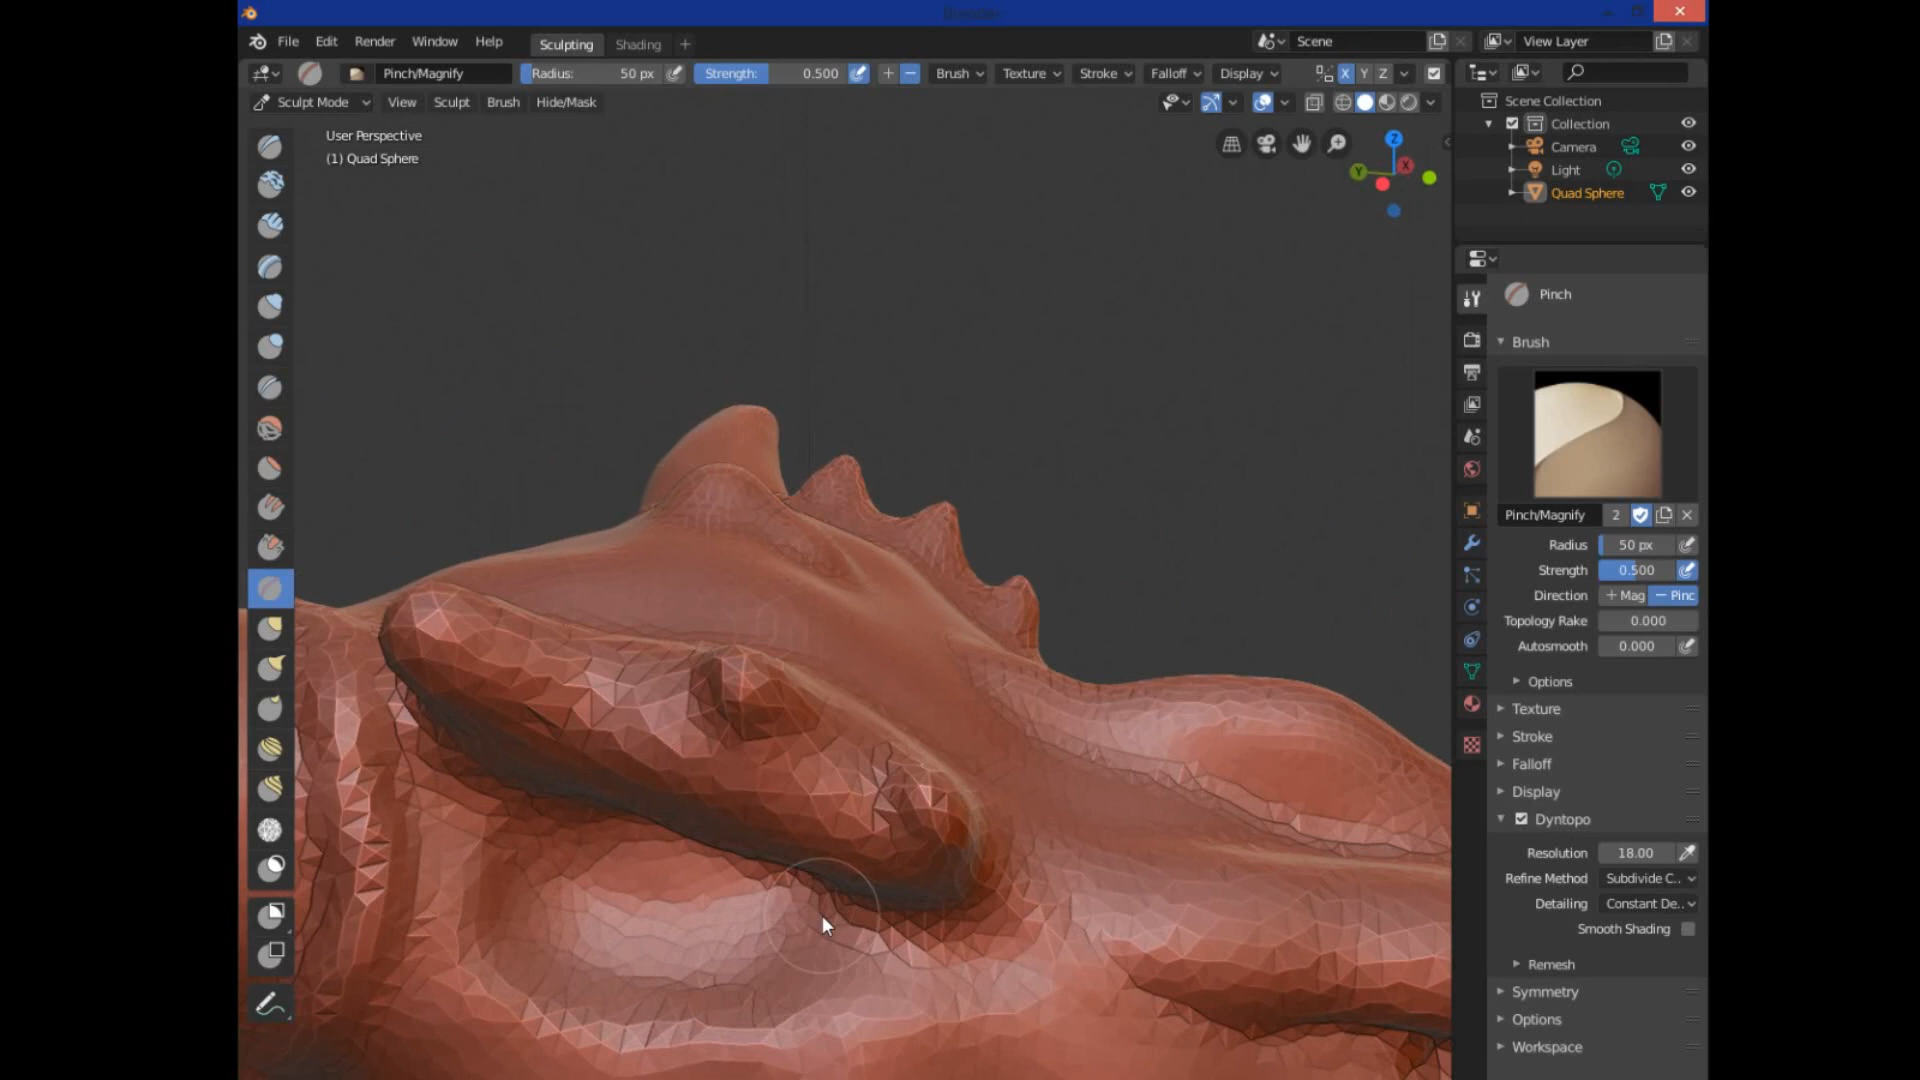 Blender
File Edit Render Window Help Sculpting Shading + Scene View Layer
Pinch/Magnify Radius: 50 px Strength: 0.500 Brush Texture Stroke Falloff Display X Y Z
Sculpt Mode View Sculpt Brush Hide/Mask
User Perspective
(1) Quad Sphere
Z
Y
X
Scene Collection
Collection
Camera
Light
Quad Sphere
Pinch
Brush
Pinch/Magnify 2
Radius 50 px
Strength 0.500
Direction + Mag − Pinc
Topology Rake 0.000
Autosmooth 0.000
Options
Texture
Stroke
Falloff
Display
Dyntopo
Resolution 18.00
Refine Method Subdivide C..
Detailing Constant De..
Smooth Shading
Remesh
Symmetry
Options
Workspace